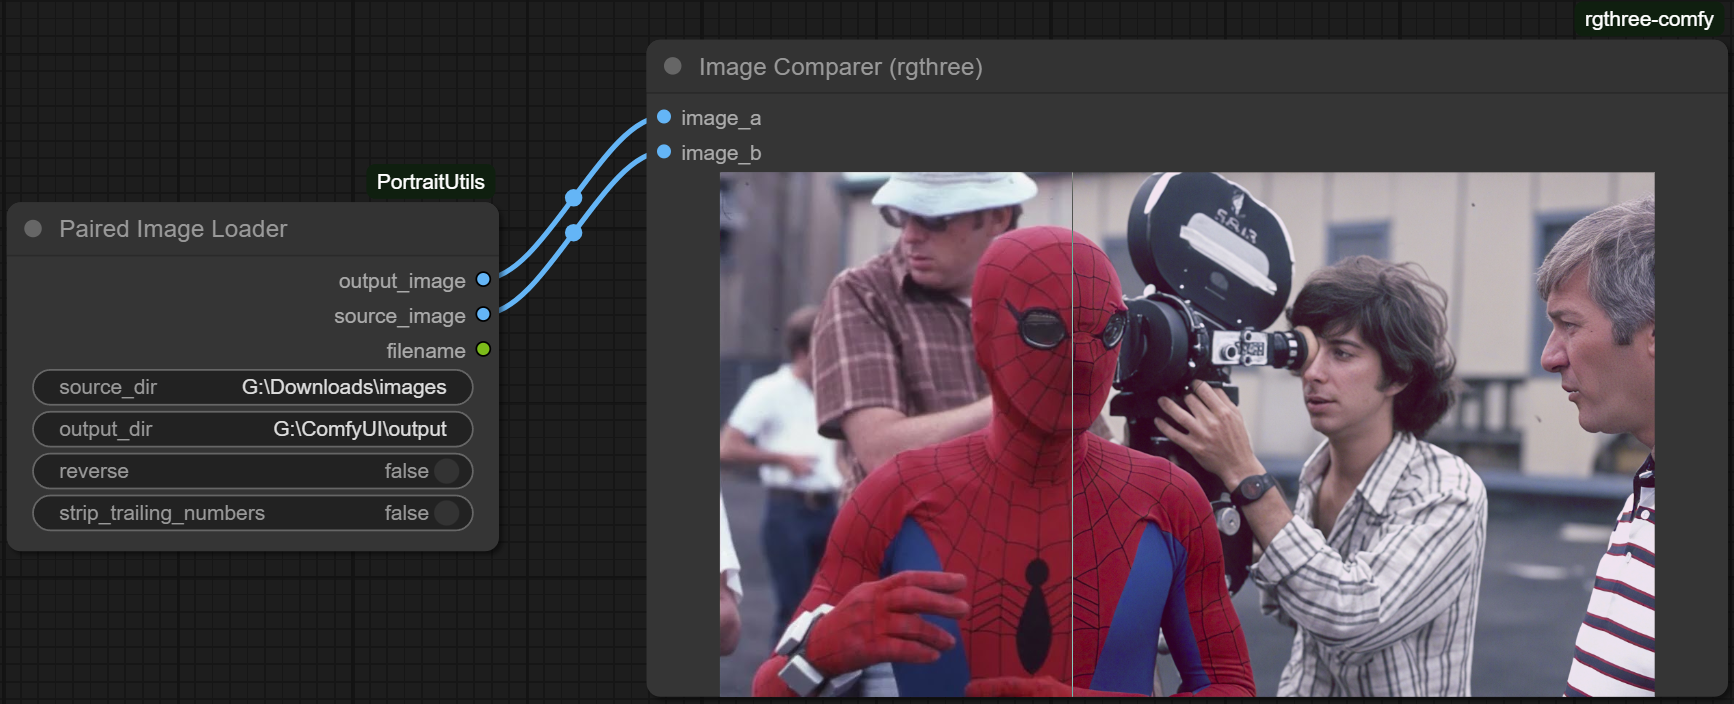 rgthree-comfy
Image Comparer (rgthree)
image_a
image_b
PortraitUtils
Paired Image Loader
output_image
source_image
filename
source_dir G:\Downloads\images
output_dir G:\ComfyUI\output
reverse false
strip_trailing_numbers false